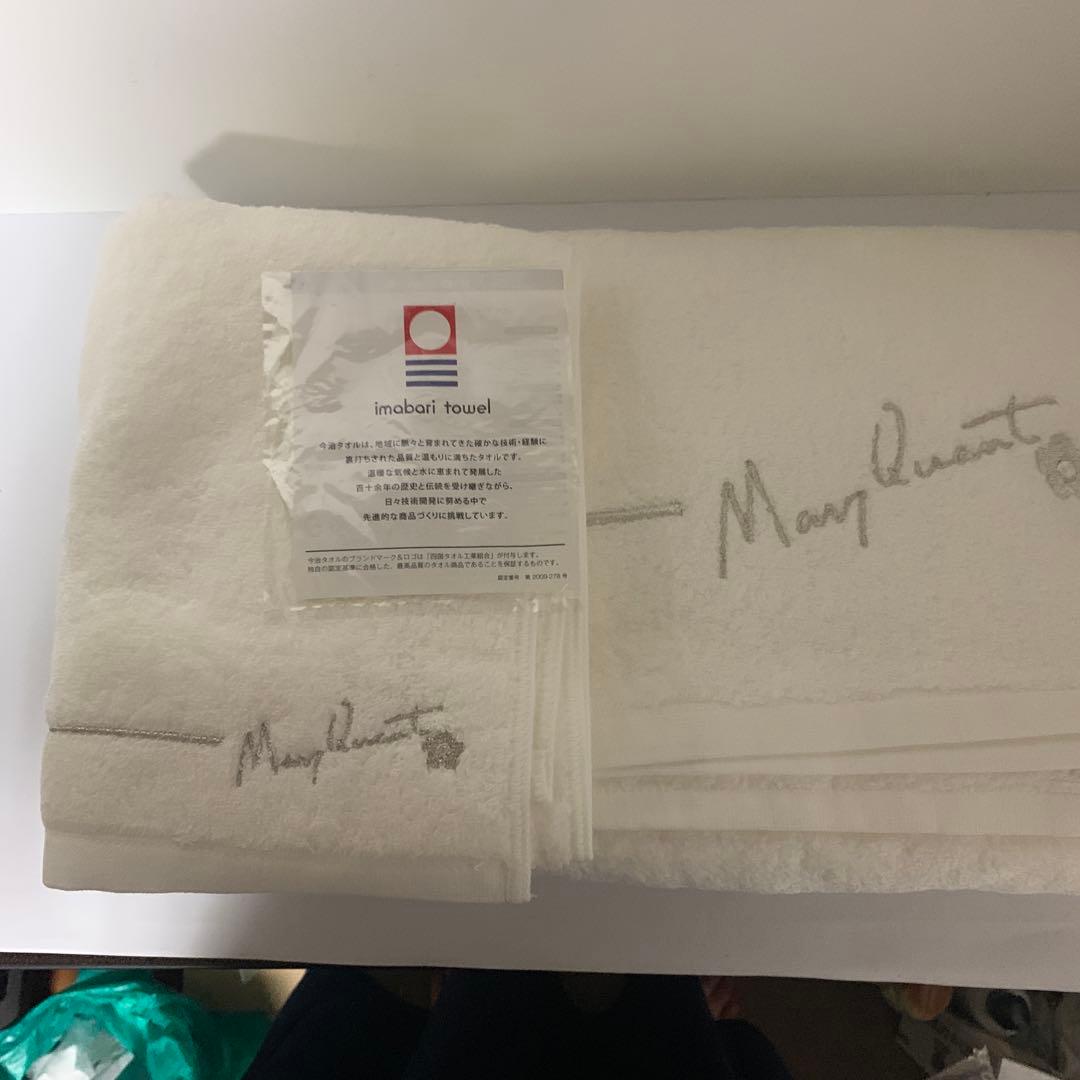 imabari towel
今治タオルは、地域に脈々と育まれてきた確かな技術・経験に
裏打ちされた品質と温もりに満ちたタオルです。
温暖な気候と水に恵まれて発展した
百十余年の歴史と伝統を受け継ぎながら、
日々技術開発に努める中で
先進的な商品づくりに挑戦しています。
今治タオルのブランドマーク&ロゴは「四国タオル工業組合」が付与します。
独自の認定基準に合格した、最高品質のタオル商品であることを保証するものです。
認定番号 第 2009-278 号
Mary Quant
Mary Quant